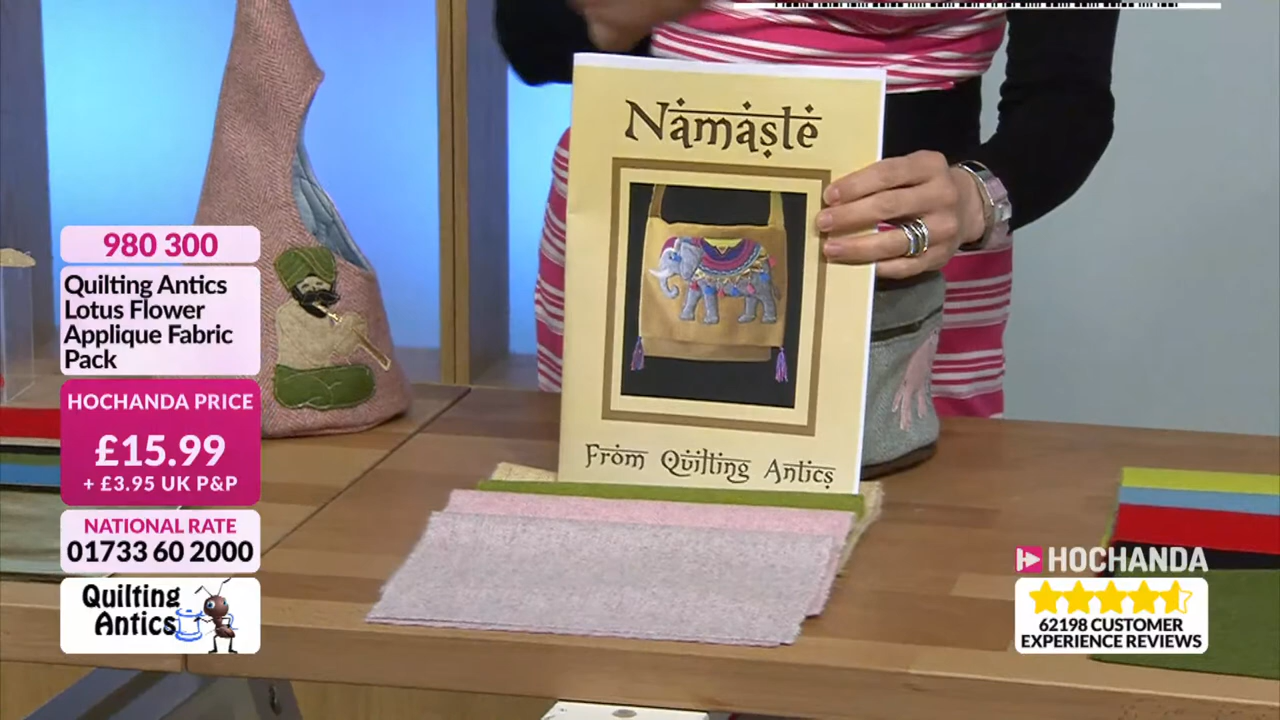 980 300
Quilting Antics
Lotus Flower
Applique Fabric
Pack
HOCHANDA PRICE
£15.99
+ £3.95 UK P&P
NATIONAL RATE
01733 60 2000
Quilting
Antics
Namaste
From Quilting Antics
HOCHANDA
62198 CUSTOMER
EXPERIENCE REVIEWS